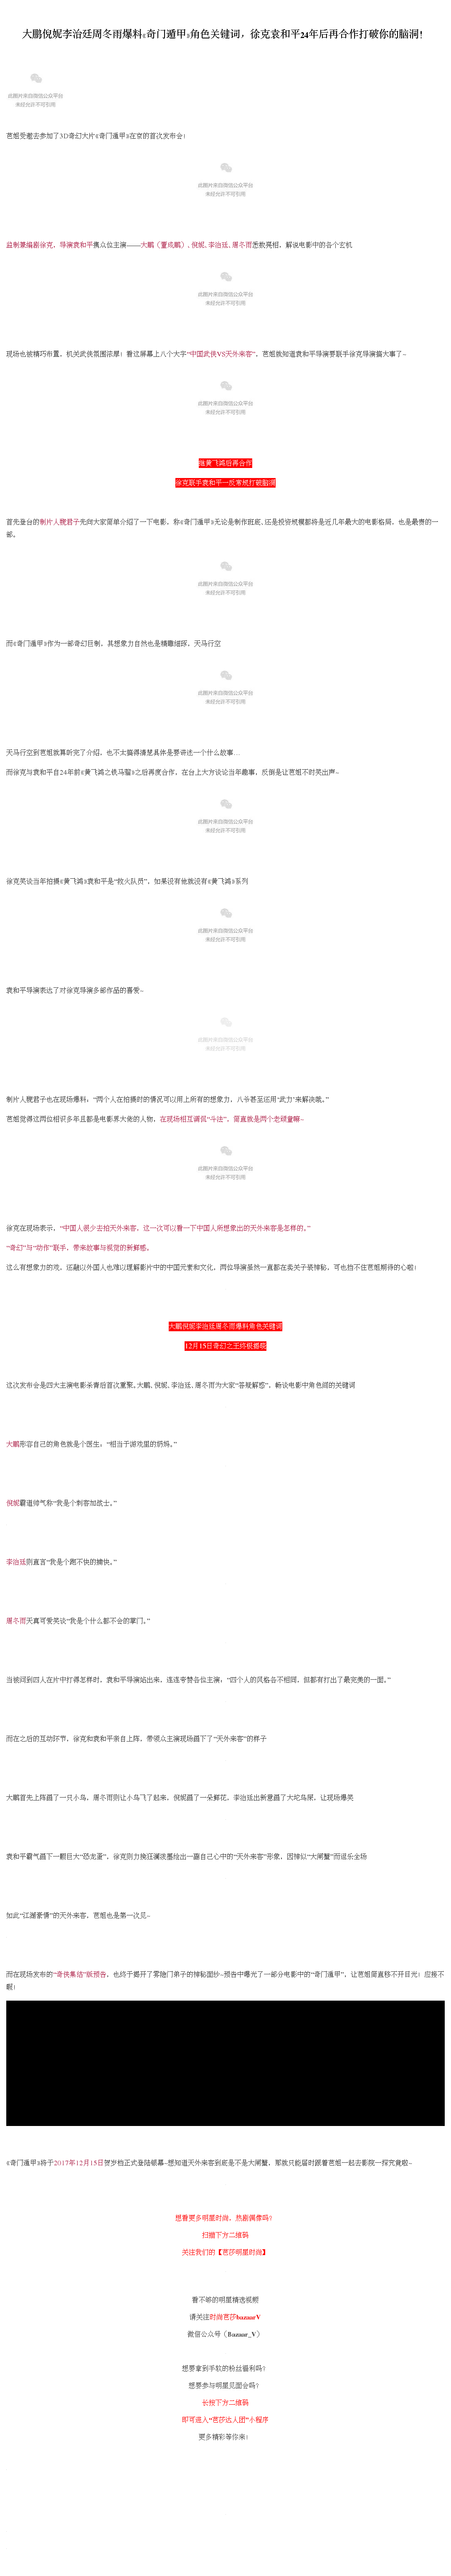 大鹏倪妮李治廷周冬雨爆料《奇门遁甲》角色关键词，徐克袁和平24年后再合作打破你的脑洞！
此图片来自微信公众平台
未经允许不可引用
芭姐受邀去参加了3D奇幻大片《奇门遁甲》在京的首次发布会！
此图片来自微信公众平台
未经允许不可引用
监制兼编剧徐克，导演袁和平携众位主演——大鹏（董成鹏）、倪妮、李治廷、周冬雨悉数亮相，解说电影中的各个玄机
此图片来自微信公众平台
未经允许不可引用
现场也被精巧布置，机关武侠氛围浓厚！看这屏幕上八个大字“中国武侠VS天外来客”，芭姐就知道袁和平导演要联手徐克导演搞大事了~
此图片来自微信公众平台
未经允许不可引用
继黄飞鸿后再合作
徐克联手袁和平一反常规打破脑洞
首先登台的制片人魏君子先向大家简单介绍了一下电影，称《奇门遁甲》无论是制作班底、还是投资规模都将是近几年最大的电影格局，也是最贵的一
部。
此图片来自微信公众平台
未经允许不可引用
而《奇门遁甲》作为一部奇幻巨制，其想象力自然也是精雕细琢，天马行空
此图片来自微信公众平台
未经允许不可引用
天马行空到芭姐就算听完了介绍，也不太搞得清楚具体是要讲述一个什么故事…
而徐克与袁和平自24年前《黄飞鸿之铁马骝》之后再度合作，在台上大方谈论当年趣事，反倒是让芭姐不时笑出声~
此图片来自微信公众平台
未经允许不可引用
徐克笑谈当年拍摄《黄飞鸿》袁和平是“救火队员”，如果没有他就没有《黄飞鸿》系列
此图片来自微信公众平台
未经允许不可引用
袁和平导演表达了对徐克导演多部作品的喜爱~
此图片来自微信公众平台
未经允许不可引用
制片人魏君子也在现场爆料，“两个人在拍摄时的情况可以用上所有的想象力，八爷甚至运用‘武力’来解决哦。”
芭姐觉得这两位相识多年且都是电影界大佬的人物，在现场相互调侃“斗法”，简直就是两个老顽童嘛~
此图片来自微信公众平台
未经允许不可引用
徐克在现场表示，“中国人很少去拍天外来客，这一次可以看一下中国人所想象出的天外来客是怎样的。”
“奇幻”与“动作”联手，带来故事与视觉的新鲜感。
这么有想象力的戏，还融以外国人也难以理解影片中的中国元素和文化，两位导演虽然一直都在卖关子装神秘，可也挡不住芭姐期待的心啦！
大鹏倪妮李治廷周冬雨爆料角色关键词
12月15日奇幻之王终极揭晓
这次发布会是四大主演电影杀青后首次重聚。大鹏、倪妮、李治廷、周冬雨为大家“答疑解惑”，畅谈电影中角色间的关键词
大鹏形容自己的角色就是个医生，“相当于游戏里的奶妈。”
倪妮霸道帅气称“我是个刺客加战士。”
李治廷则直言“我是个跑不快的捕快。”
周冬雨天真可爱笑谈“我是个什么都不会的掌门。”
当被问到四人在片中打得怎样时，袁和平导演站出来，连连夸赞各位主演，“四个人的风格各不相同，但都有打出了最完美的一面。”
而在之后的互动环节，徐克和袁和平亲自上阵，带领众主演现场画下了“天外来客”的样子
大鹏首先上阵画了一只小鸟，周冬雨则让小鸟飞了起来，倪妮画了一朵鲜花，李治廷出新意画了大坨鸟屎，让现场爆笑
袁和平霸气画下一颗巨大“恐龙蛋”，徐克则力挽狂澜泼墨绘出一副自己心中的“天外来客”形象，因神似“大闸蟹”而逗乐全场
如此“江湖豪情”的天外来客，芭姐也是第一次见~
而在现场发布的“奇侠集结”版预告，也终于揭开了雾隐门弟子的神秘面纱~预告中曝光了一部分电影中的“奇门遁甲”，让芭姐简直移不开目光！应接不
暇！
《奇门遁甲》将于2017年12月15日贺岁档正式登陆银幕~想知道天外来客到底是不是大闸蟹，那就只能届时跟着芭姐一起去影院一探究竟啦~
想看更多明星时尚、热剧偶像吗？
扫描下方二维码
关注我们的【芭莎明星时尚】
看不够的明星精选视频
请关注时尚芭莎bazaarV
微信公众号（Bazaar_V）
想要拿到手软的粉丝福利吗？
想要参与明星见面会吗？
长按下方二维码
即可进入“芭莎达人团”小程序
更多精彩等你来！